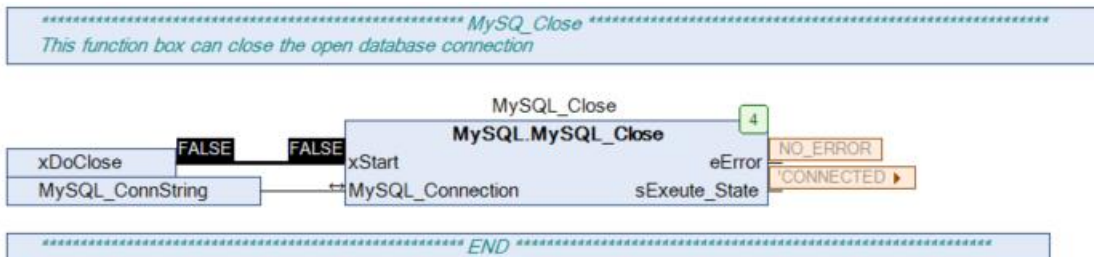 ****************************************************** MySQ_Close ***********************************************************
This function box can close the open database connection
MySQL_Close
4
MySQL.MySQL_Close
xDoClose FALSE FALSE xStart eError NO_ERROR
MySQL_ConnString MySQL_Connection sExeute_State 'CONNECTED
****************************************************** END *************************************************************